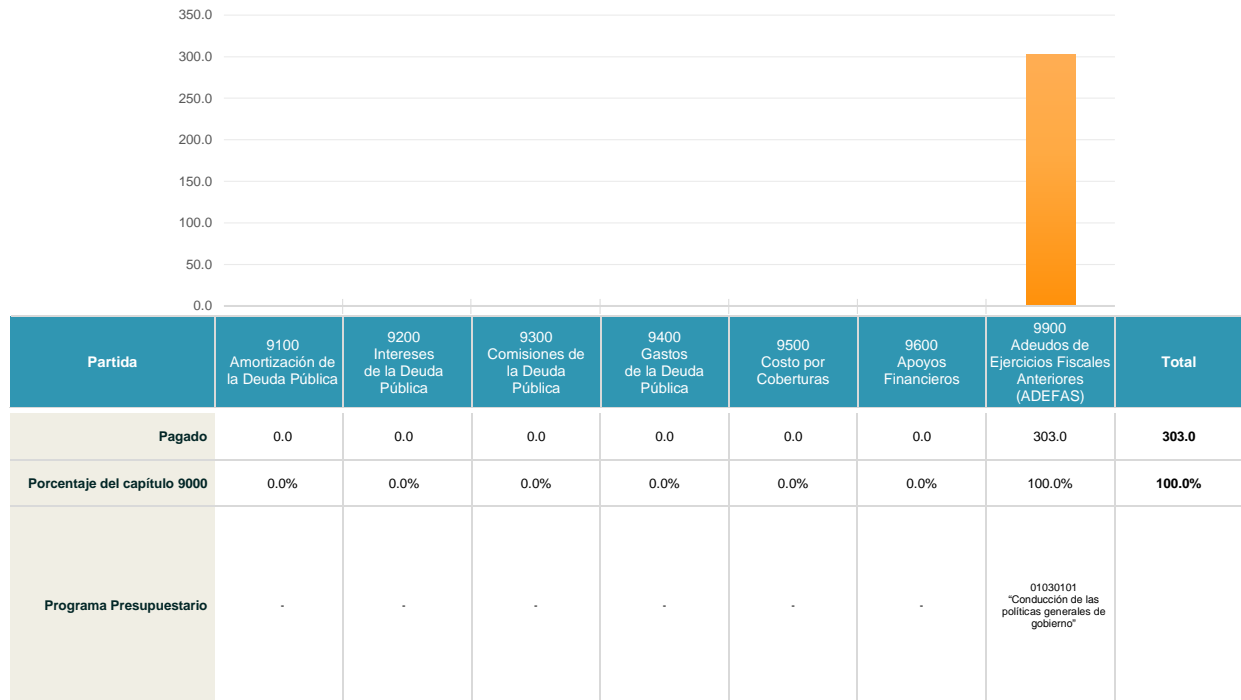 350.0
300.0
250.0
200.0
150.0
100.0
50.0
0.0
Partida
9100
Amortización de
la Deuda Pública
9200
Intereses
de la Deuda
Pública
9300
Comisiones de
la Deuda
Pública
9400
Gastos
de la Deuda
Pública
9500
Costo por
Coberturas
9600
Apoyos
Financieros
9900
Adeudos de
Ejercicios Fiscales
Anteriores
(ADEFAS)
Total
Pagado 0.0 0.0 0.0 0.0 0.0 0.0 303.0 303.0
Porcentaje del capítulo 9000 0.0% 0.0% 0.0% 0.0% 0.0% 0.0% 100.0% 100.0%
Programa Presupuestario - - - - - -
01030101
“Conducción de las
políticas generales de
gobierno”